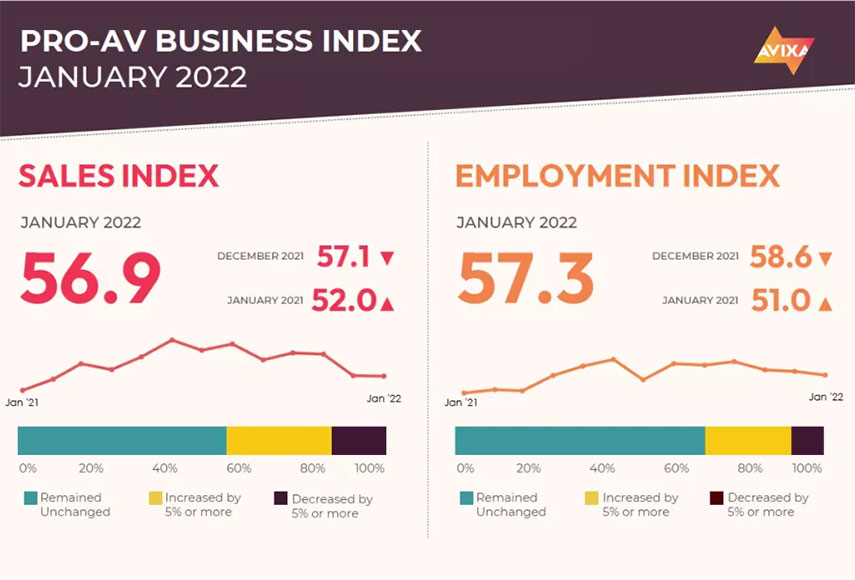 PRO-AV BUSINESS INDEX
JANUARY 2022
AVIXA
SALES INDEX
JANUARY 2022
56.9
DECEMBER 2021 57.1 ▼
JANUARY 2021 52.0 ▲
Jan '21
Jan '22
0% 20% 40% 60% 80% 100%
Remained
Unchanged
Increased by
5% or more
Decreased by
5% or more
EMPLOYMENT INDEX
JANUARY 2022
57.3
DECEMBER 2021 58.6 ▼
JANUARY 2021 51.0 ▲
Jan '21
Jan '22
0% 20% 40% 60% 80% 100%
Remained
Unchanged
Increased by
5% or more
Decreased by
5% or more